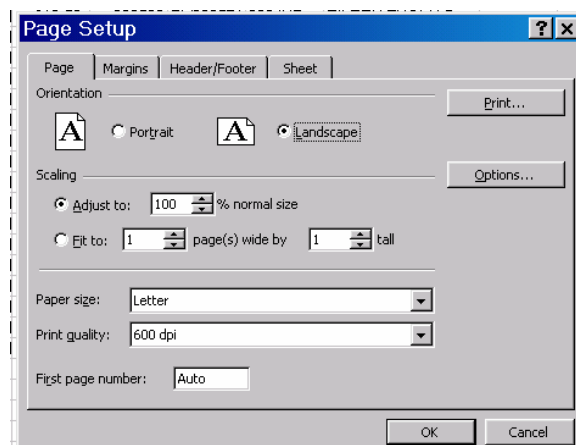 Page Setup ? X
Page Margins Header/Footer Sheet
Orientation
Print...
A Portrait A Landscape
Scaling
Options...
Adjust to: 100 % normal size
Fit to: 1 page(s) wide by 1 tall
Paper size: Letter
Print quality: 600 dpi
First page number: Auto
OK Cancel